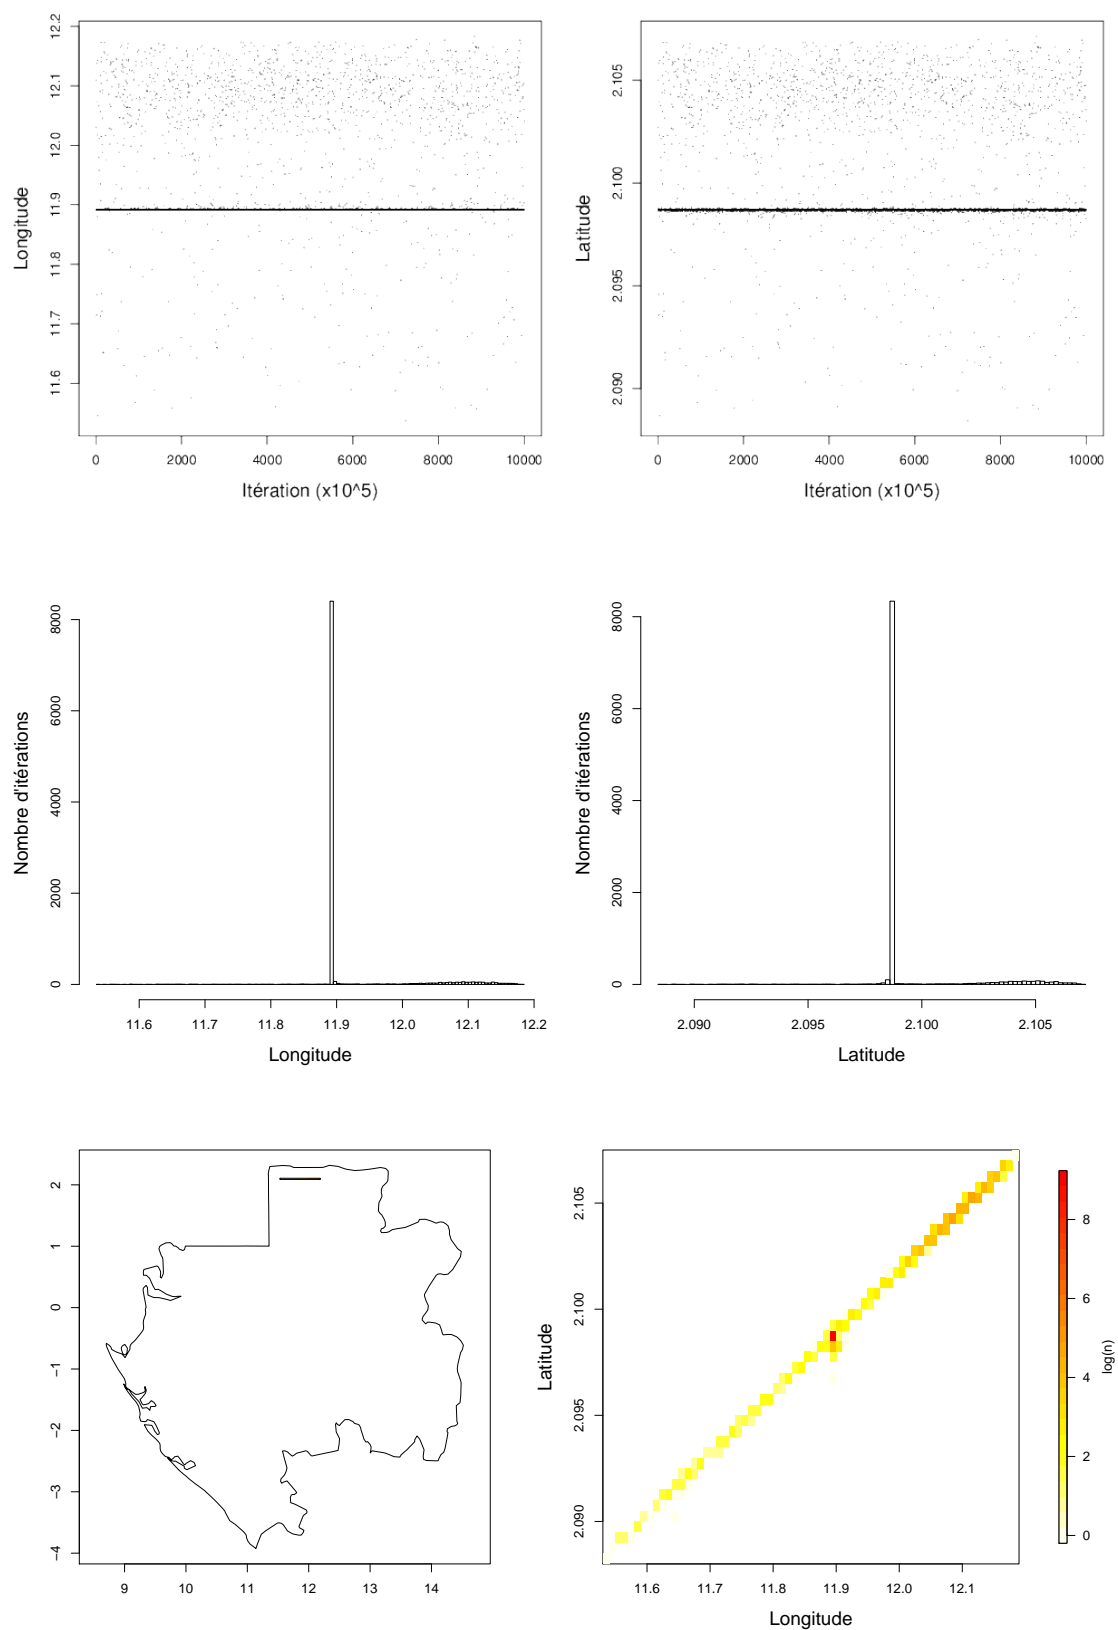 Longitude
11.6 11.7 11.8 11.9 12.0 12.1 12.2
0 2000 4000 6000 8000 10000
Itération (x10^5)
Latitude
2.090 2.095 2.100 2.105
0 2000 4000 6000 8000 10000
Itération (x10^5)
Nombre d'itérations
0 2000 4000 6000 8000
11.6 11.7 11.8 11.9 12.0 12.1 12.2
Longitude
Nombre d'itérations
0 2000 4000 6000 8000
2.090 2.095 2.100 2.105
Latitude
−4 −3 −2 −1 0 1 2
9 10 11 12 13 14
Latitude
2.090 2.095 2.100 2.105
11.6 11.7 11.8 11.9 12.0 12.1
Longitude
0 2 4 6 8
log(n)